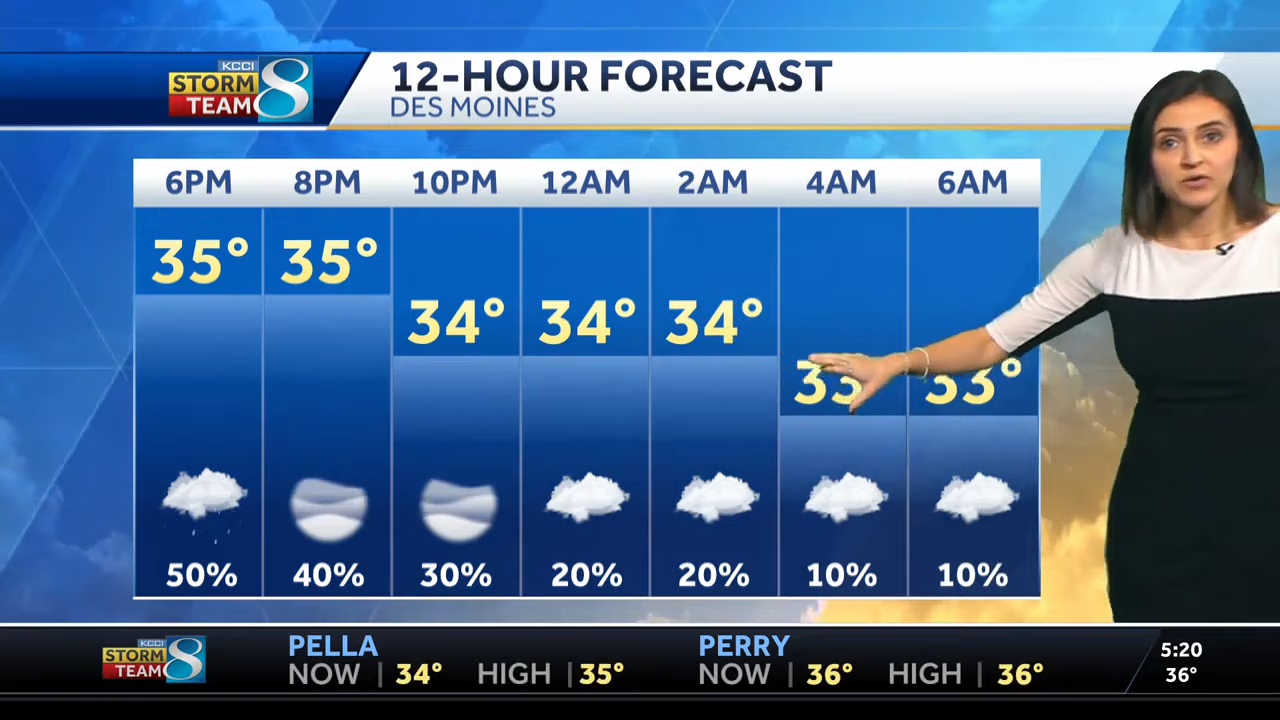 KCCI
STORM
TEAM 8
12-HOUR FORECAST
DES MOINES
6PM 8PM 10PM 12AM 2AM 4AM 6AM
35° 35° 34° 34° 34° 33 33°
50% 40% 30% 20% 20% 10% 10%
KCCI
STORM
TEAM 8
PELLA
NOW | 34° HIGH | 35°
PERRY
NOW | 36° HIGH | 36°
5:20
36°